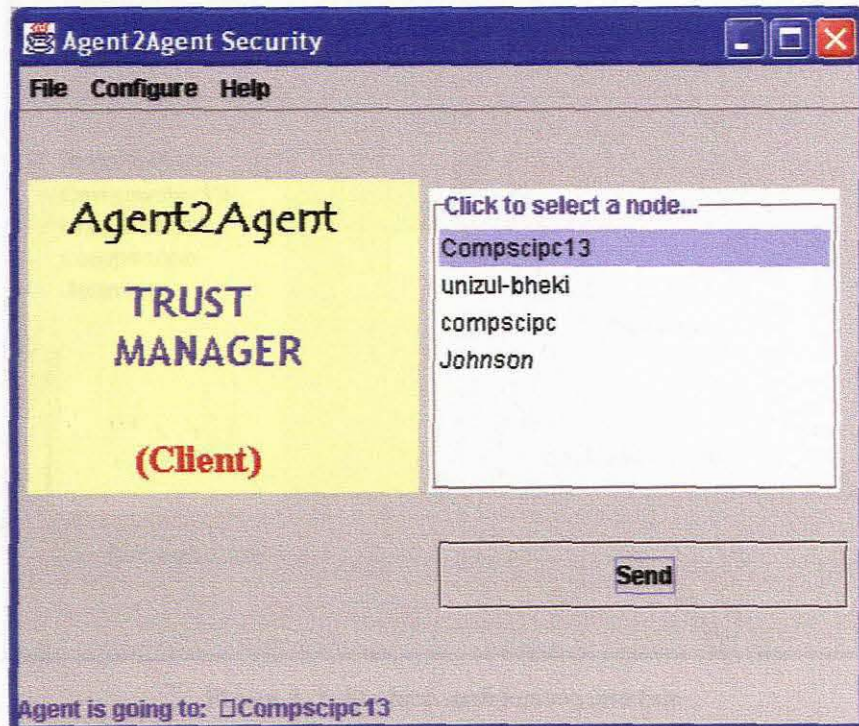 Agent2Agent Security
File Configure Help
Agent2Agent
TRUST
MANAGER
(Client)
Click to select a node...
Compscipc13
unizul-bheki
compscipc
Johnson
Send
Agent is going to: □Compscipc13